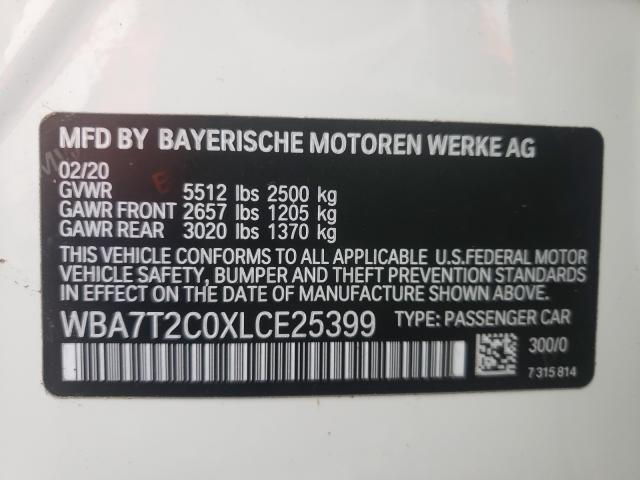 MFD BY BAYERISCHE MOTOREN WERKE AG
02/20
GVWR 5512 lbs 2500 kg
GAWR FRONT 2657 lbs 1205 kg
GAWR REAR 3020 lbs 1370 kg
THIS VEHICLE CONFORMS TO ALL APPLICABLE U.S.FEDERAL MOTOR
VEHICLE SAFETY, BUMPER AND THEFT PREVENTION STANDARDS
IN EFFECT ON THE DATE OF MANUFACTURE SHOWN ABOVE.
WBA7T2C0XLCE25399 TYPE: PASSENGER CAR
300/0
7 315 814